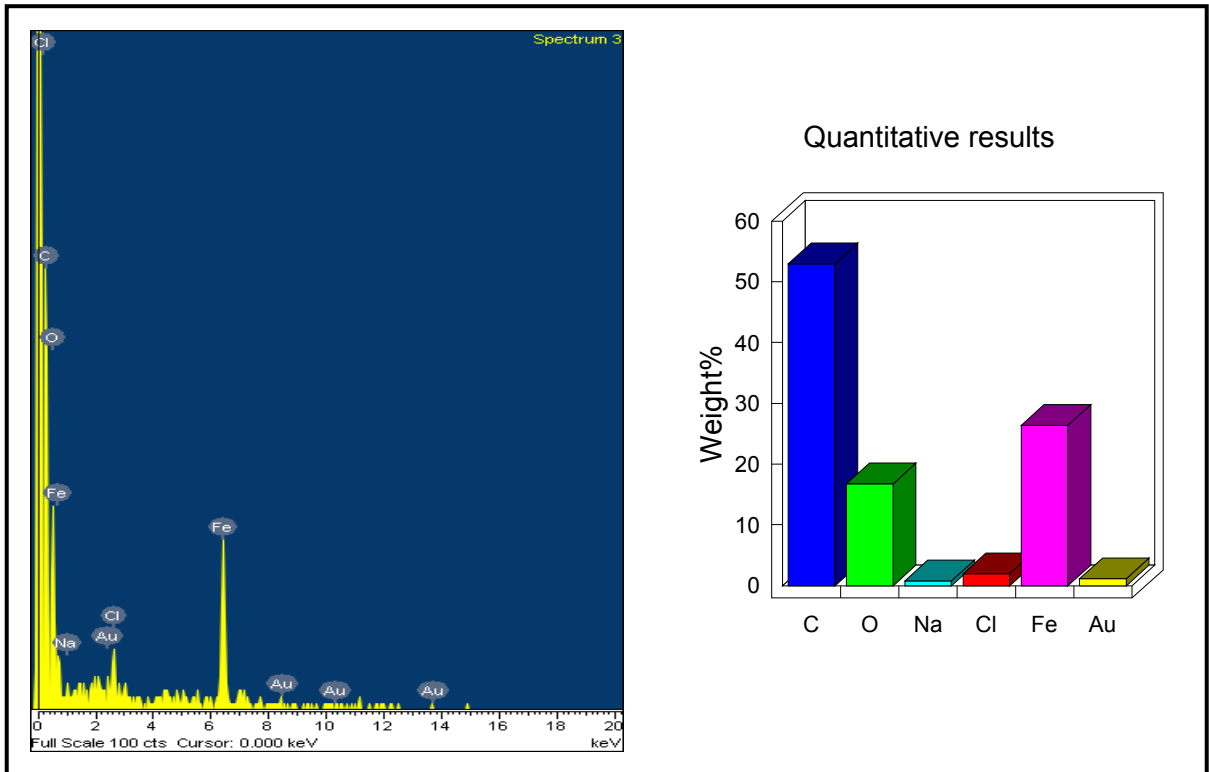 Spectrum 3
Cl
C
O
Fe
Fe
Cl
Au
Na
Au
Au
Au
0 2 4 6 8 10 12 14 16 18 20
Full Scale 100 cts Cursor: 0.000 keV
keV
Quantitative results
Weight%
60
50
40
30
20
10
0
C O Na Cl Fe Au